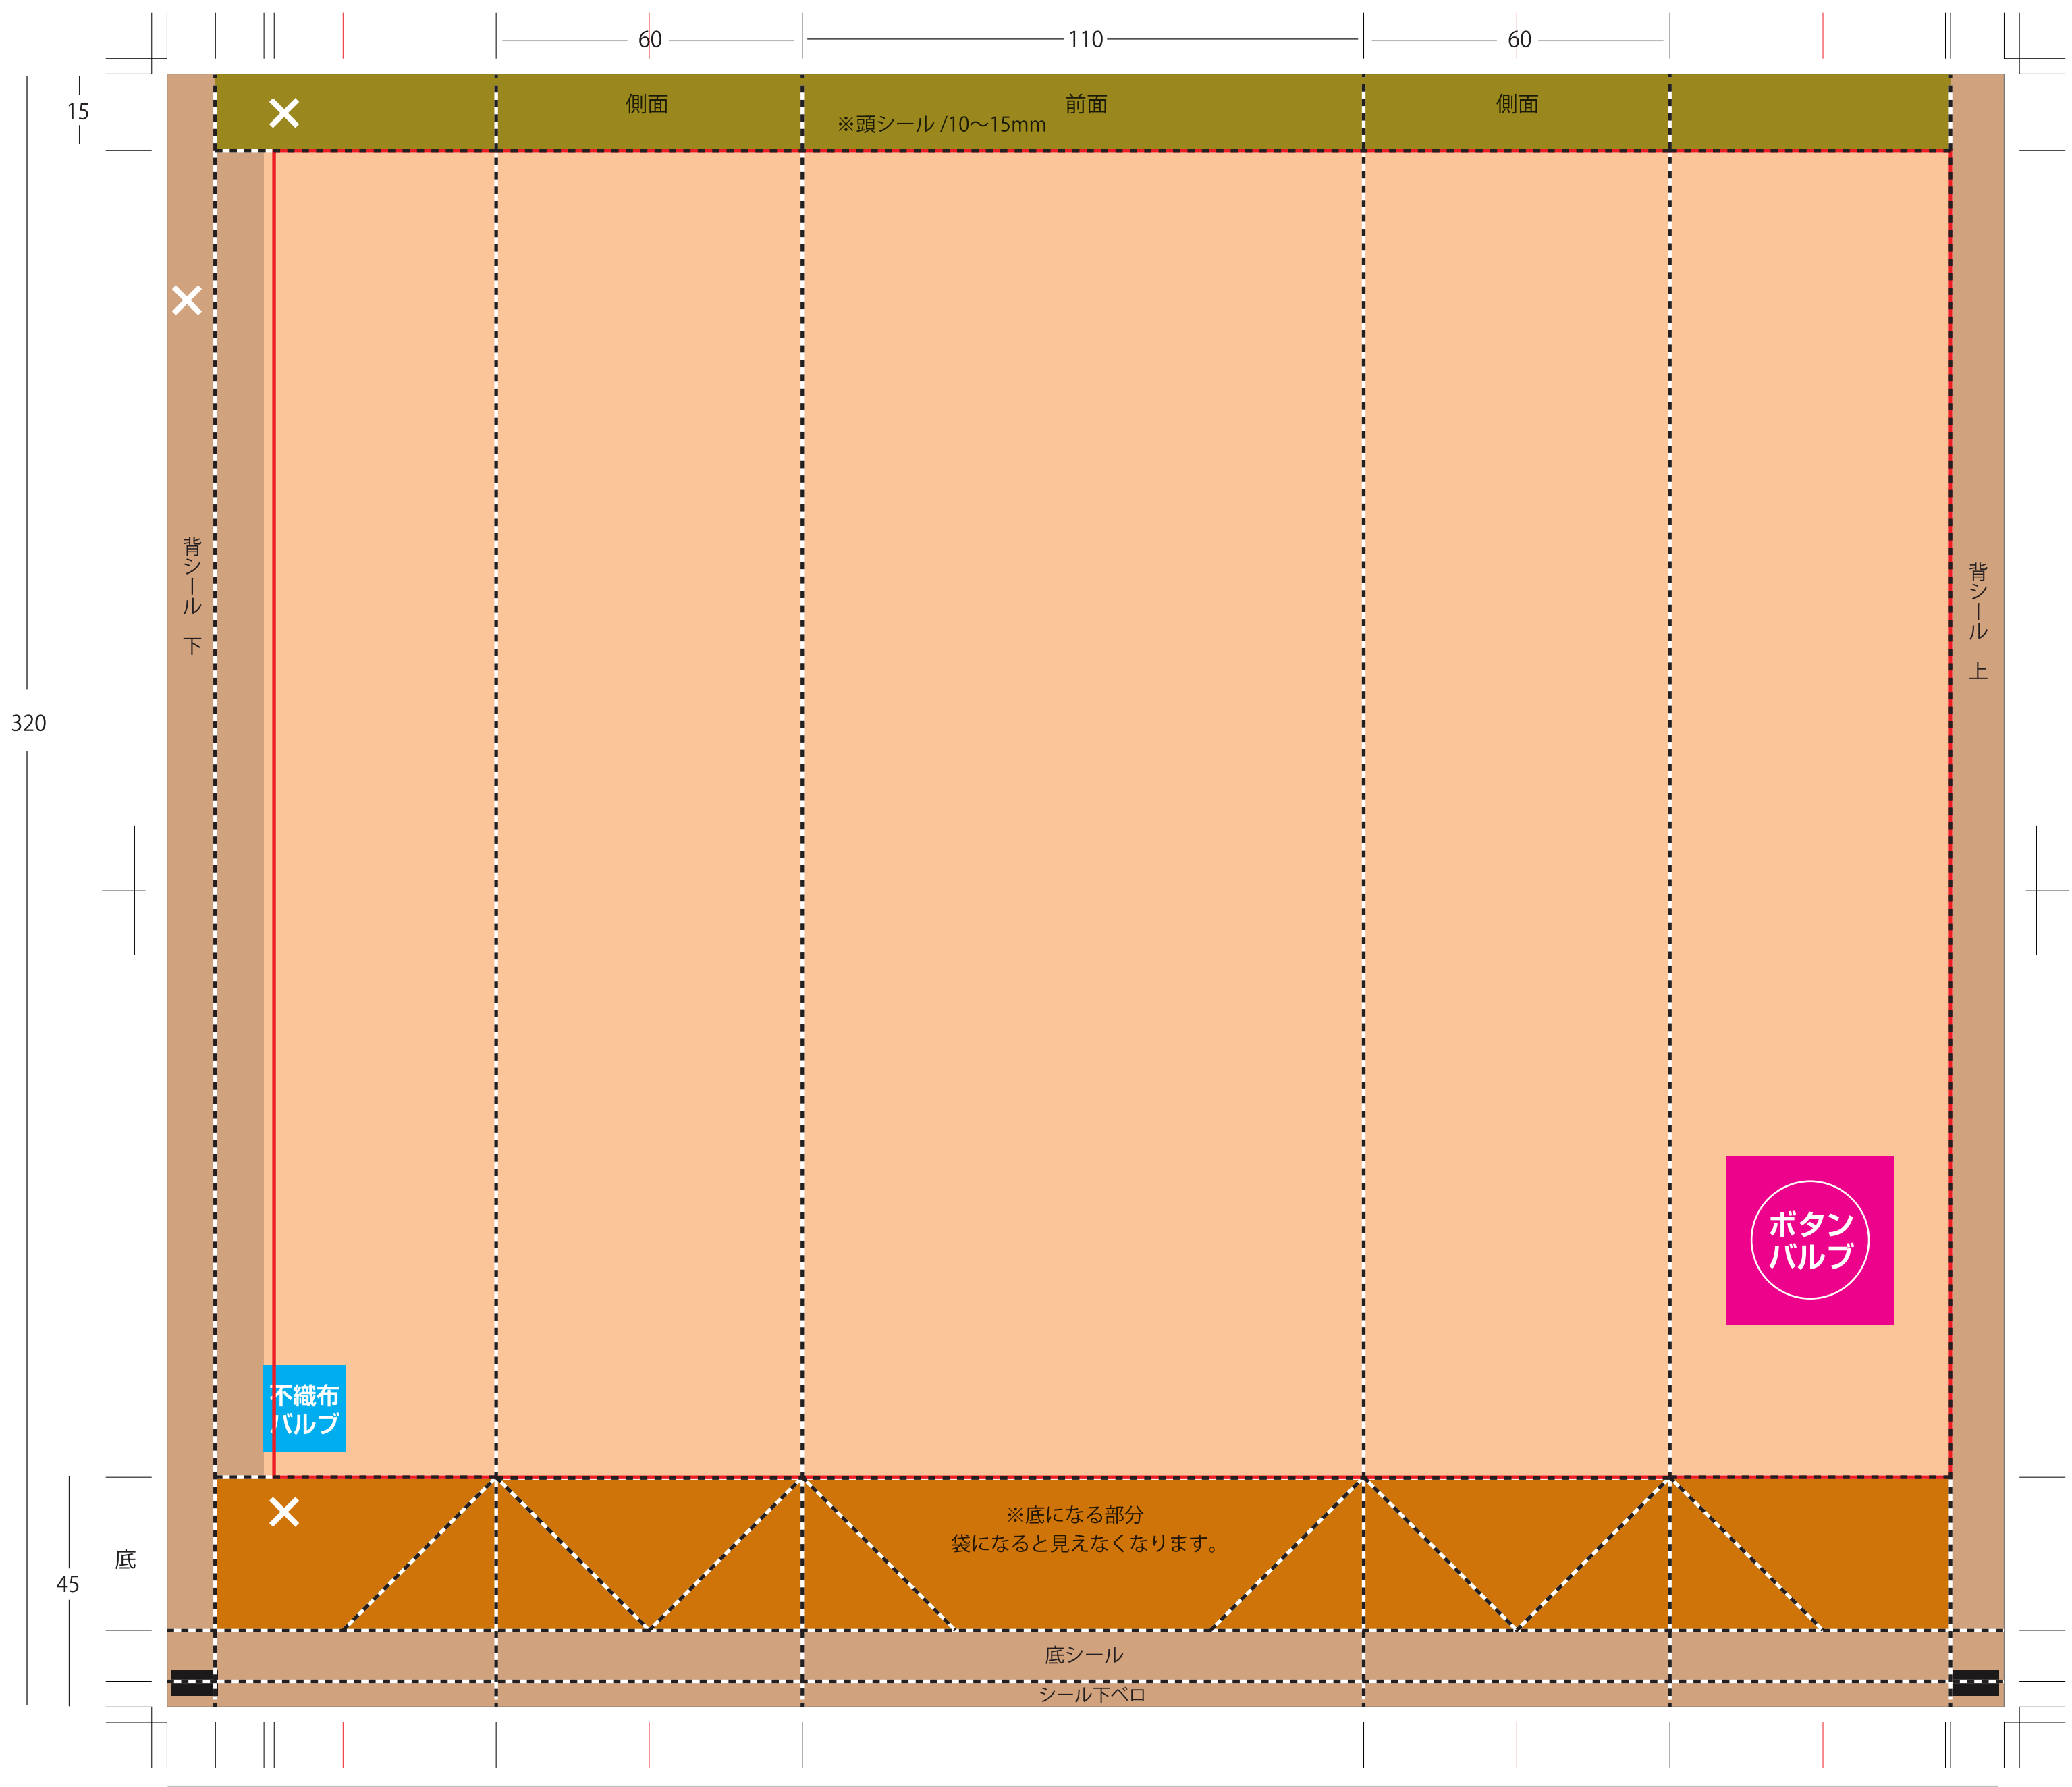 60
110
60
15
側面
前面
側面
※頭シール /10〜15mm
背シール 下
背シール 上
320
ボタン
バルブ
不織布
バルブ
※底になる部分
袋になると見えなくなります。
底
45
底シール
シール下ベロ